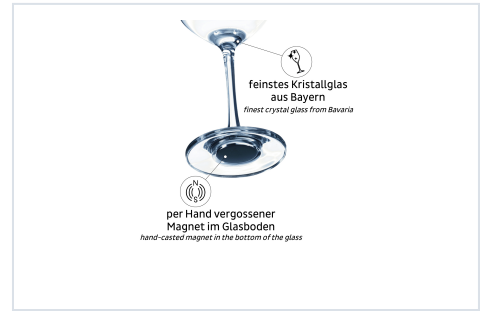 feinstes Kristallglas
aus Bayern
finest crystal glass from Bavaria
N
S
per Hand vergossener
Magnet im Glasboden
hand-casted magnet in the bottom of the glass